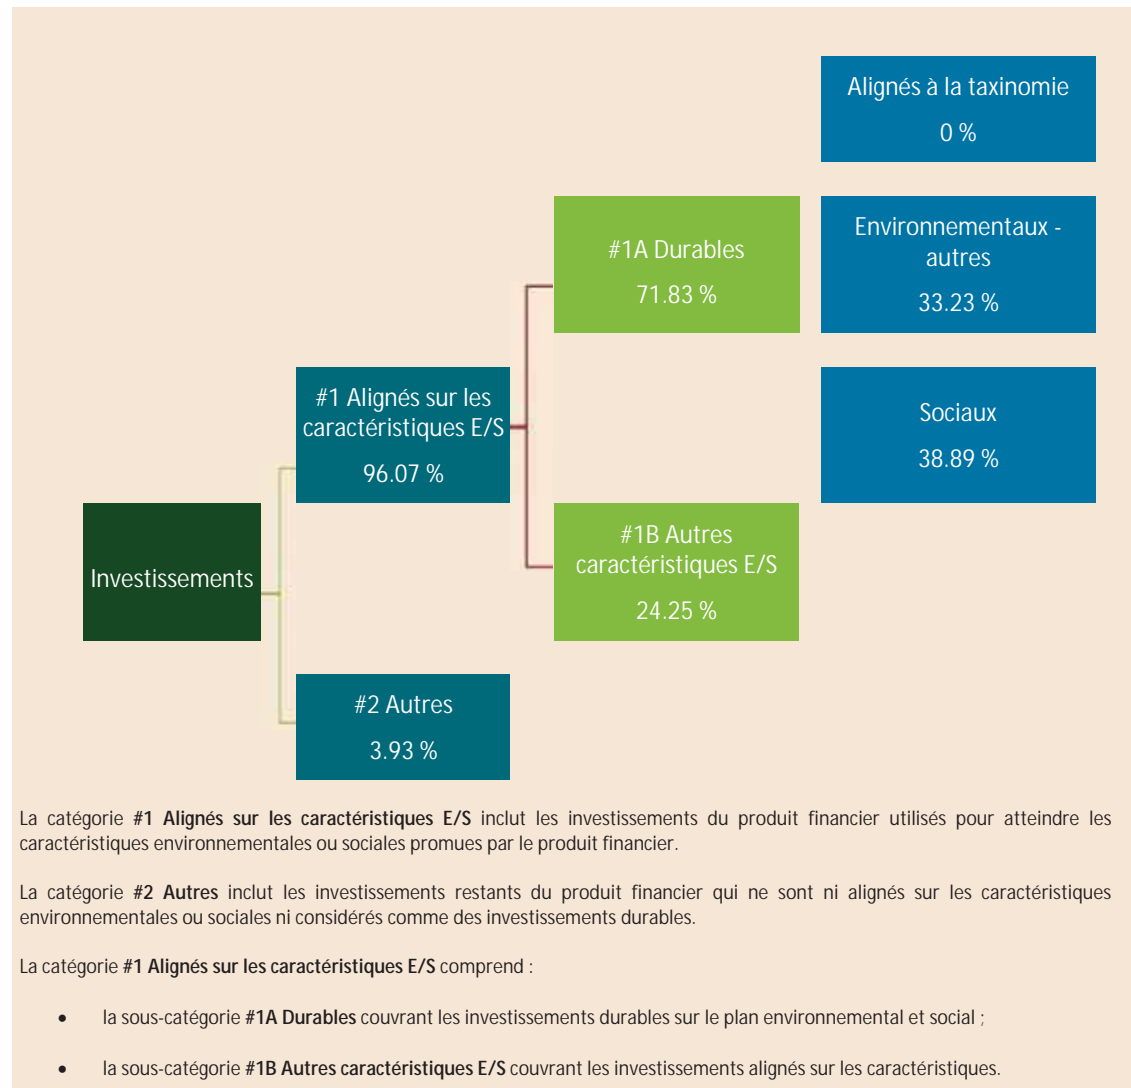 Alignés à la taxinomie
0 %
#1A Durables
71.83 %
Environnementaux -
autres
33.23 %
#1 Alignés sur les
caractéristiques E/S
96.07 %
Sociaux
38.89 %
Investissements
#1B Autres
caractéristiques E/S
24.25 %
#2 Autres
3.93 %
La catégorie #1 Alignés sur les caractéristiques E/S inclut les investissements du produit financier utilisés pour atteindre les
caractéristiques environnementales ou sociales promues par le produit financier.
La catégorie #2 Autres inclut les investissements restants du produit financier qui ne sont ni alignés sur les caractéristiques
environnementales ou sociales ni considérés comme des investissements durables.
La catégorie #1 Alignés sur les caractéristiques E/S comprend :
• la sous-catégorie #1A Durables couvrant les investissements durables sur le plan environnemental et social ;
• la sous-catégorie #1B Autres caractéristiques E/S couvrant les investissements alignés sur les caractéristiques.